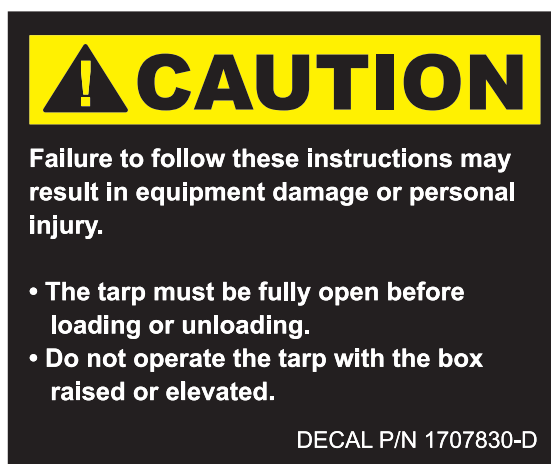 CAUTION
Failure to follow these instructions may
result in equipment damage or personal
injury.
• The tarp must be fully open before
loading or unloading.
• Do not operate the tarp with the box
raised or elevated.
DECAL P/N 1707830-D